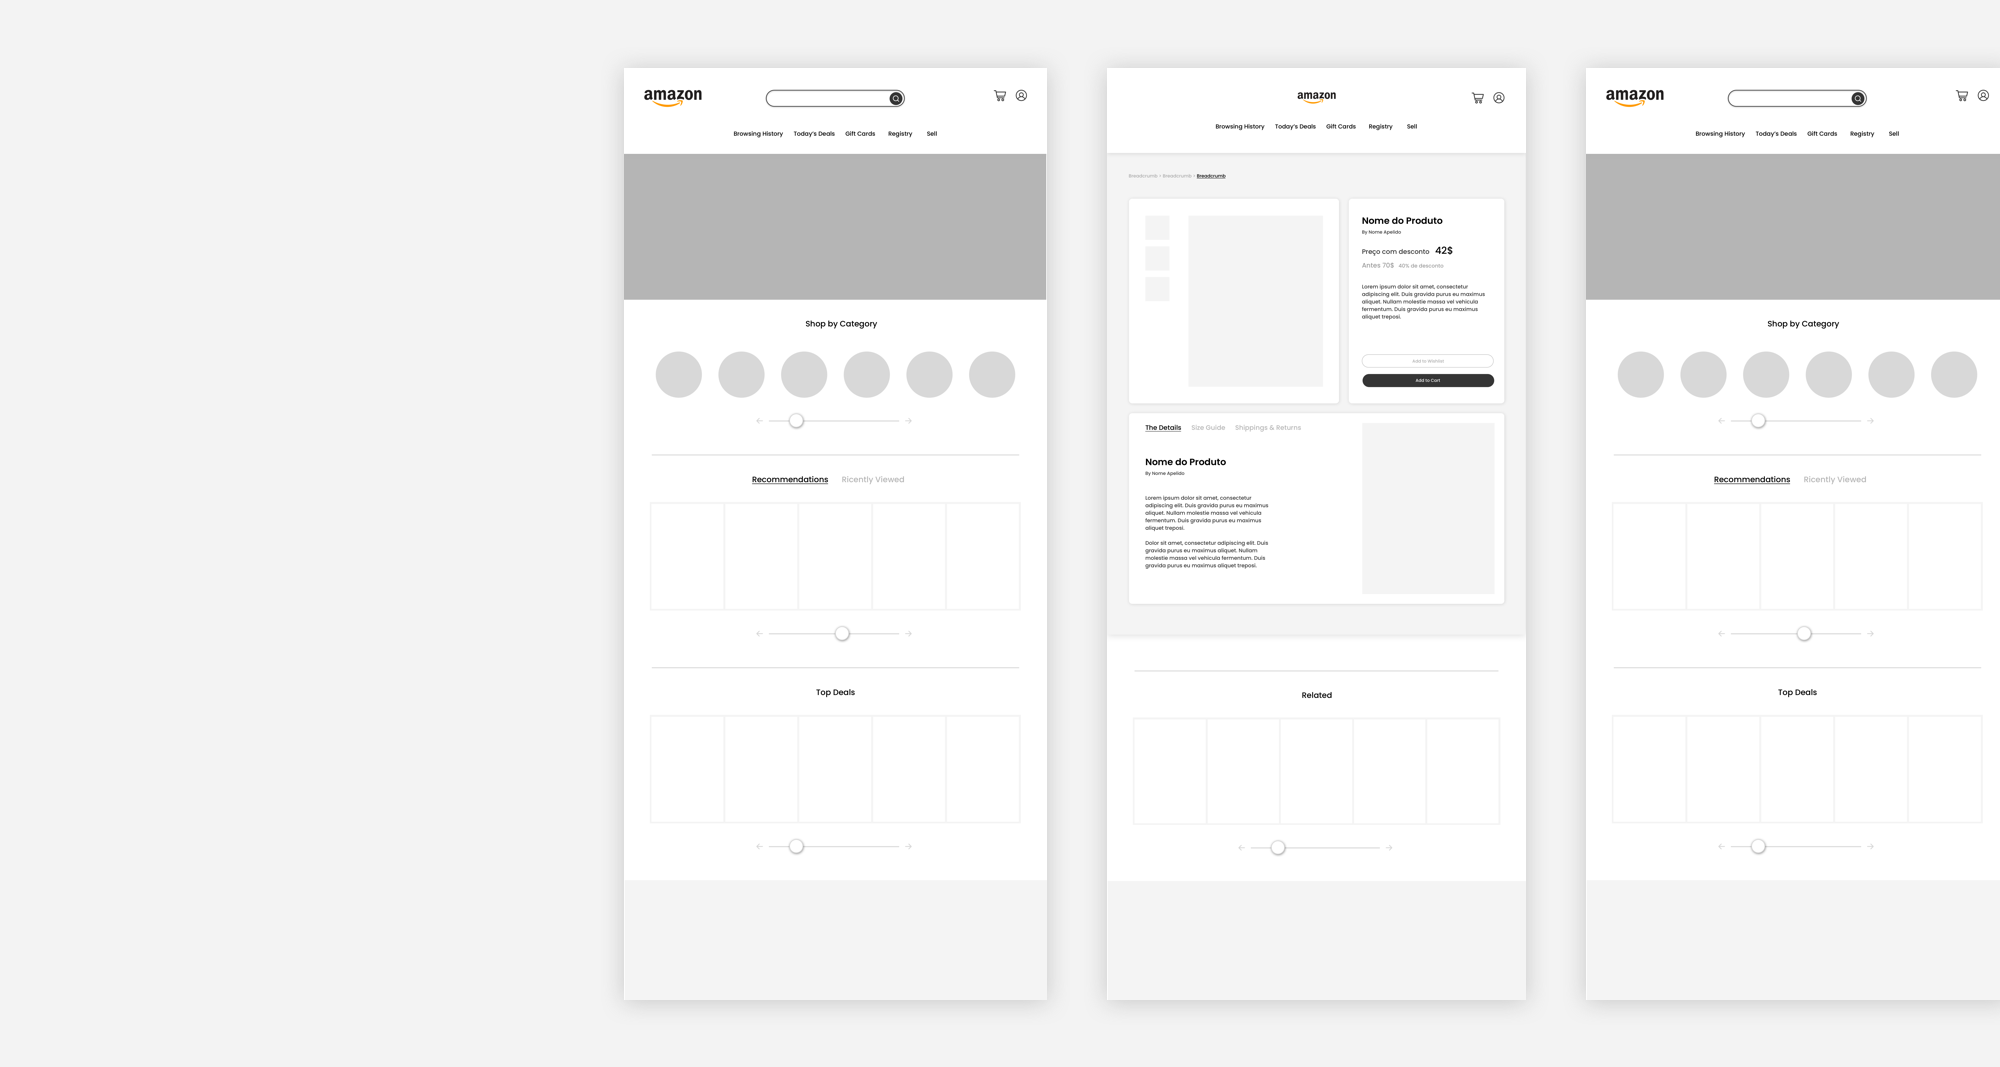 amazon
Browsing History Today's Deals Gift Cards Registry Sell
Shop by Category
Recommendations Ricently Viewed
Top Deals
amazon
Browsing History Today's Deals Gift Cards Registry Sell
Breadcrumb > Breadcrumb > Breadcrumb
Nome do Produto
By Nome Apelido
Preço com desconto 42$
Antes 70$ 40% de desconto
Lorem ipsum dolor sit amet, consectetur
adipiscing elit. Duis gravida purus eu maximus
aliquet. Nullam molestie massa vel vehicula
fermentum. Duis gravida purus eu maximus
aliquet treposi.
Add to Wishlist
Add to Cart
The Details Size Guide Shippings & Returns
Nome do Produto
By Nome Apelido
Lorem ipsum dolor sit amet, consectetur
adipiscing elit. Duis gravida purus eu maximus
aliquet. Nullam molestie massa vel vehicula
fermentum. Duis gravida purus eu maximus
aliquet treposi.
Dolor sit amet, consectetur adipiscing elit. Duis
gravida purus eu maximus aliquet. Nullam
molestie massa vel vehicula fermentum. Duis
gravida purus eu maximus aliquet treposi.
Related
amazon
Browsing History Today's Deals Gift Cards Registry Sell
Shop by Category
Recommendations Ricently Viewed
Top Deals